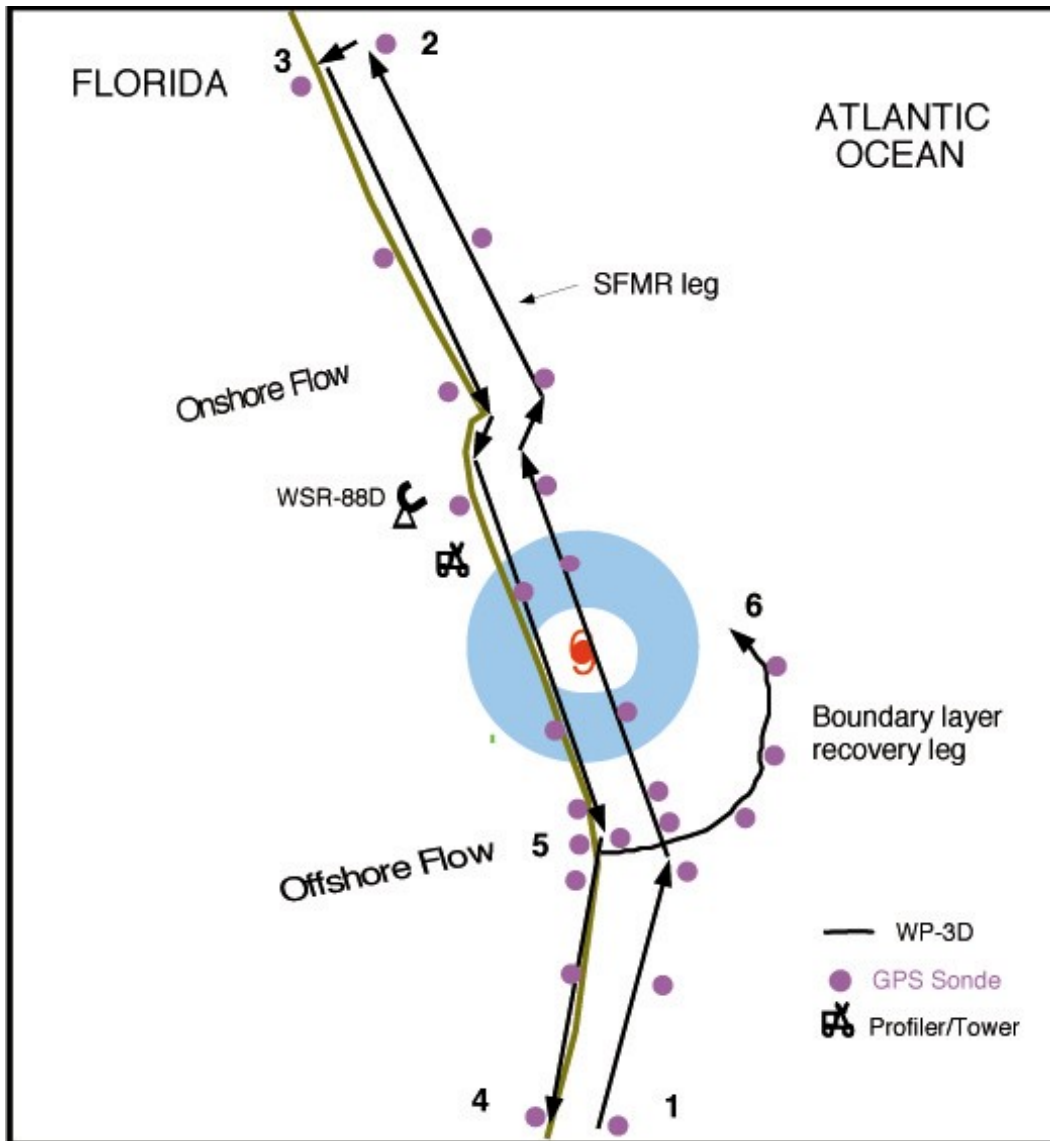 3
2
FLORIDA
ATLANTIC
OCEAN
SFMR leg
Onshore Flow
WSR-88D
6
Boundary layer
recovery leg
5
Offshore Flow
WP-3D
GPS Sonde
Profiler/Tower
4
1